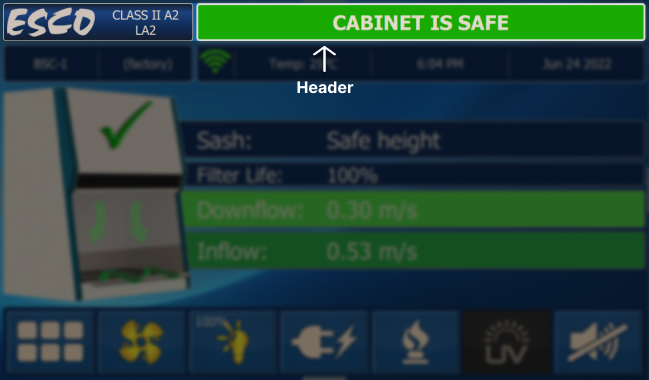 ESCO
CLASS II A2
LA2
CABINET IS SAFE
Header
BSC-1
(factory)
Temp: 25°C
6:04 PM
Jun 24 2022
Sash: Safe height
Filter Life: 100%
Downflow: 0.30 m/s
Inflow: 0.53 m/s
100%
UV